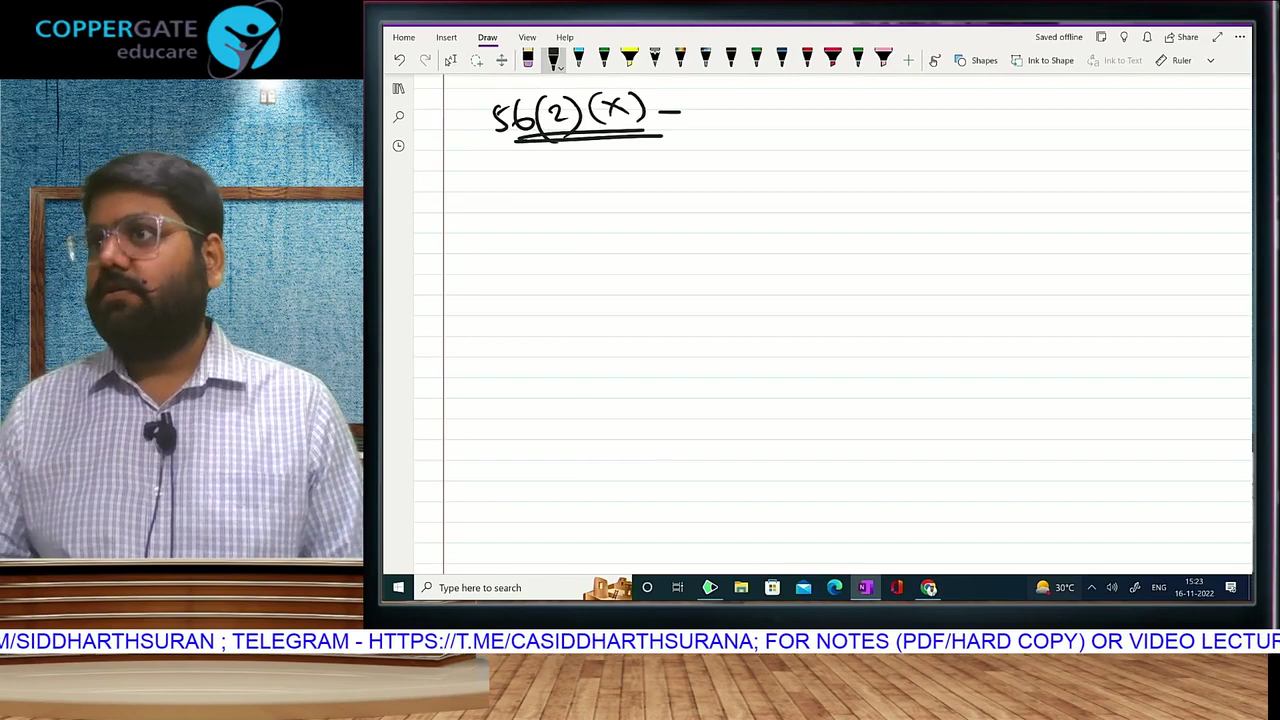 COPPERGATE
educare
Home Insert Draw View Help
Saved offline
Share
Shapes
Ink to Shape
Ink to Text
Ruler
56(2)(x) –
Type here to search
30°C
ENG
15:23
16-11-2022
M/SIDDHARTHSURAN ; TELEGRAM - HTTPS://T.ME/CASIDDHARTHSURANA; FOR NOTES (PDF/HARD COPY) OR VIDEO LECTUR